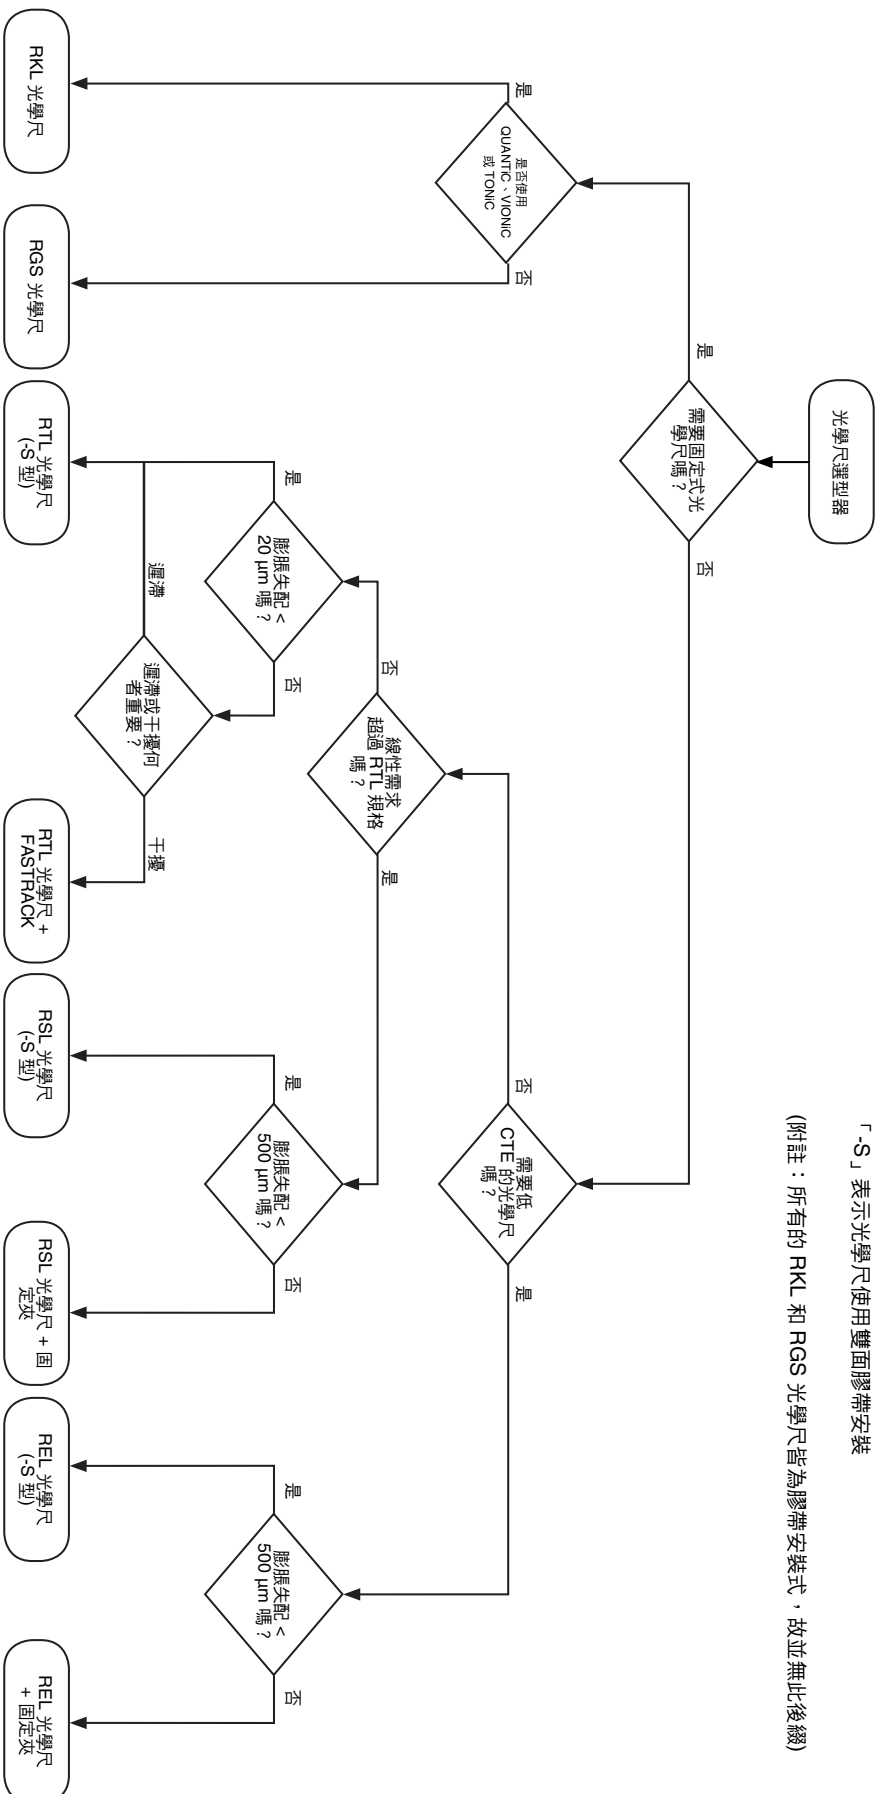 「-S」表示光學尺使用雙面膠帶安裝
(附註：所有的 RKL 和 RGS 光學尺皆為膠帶安裝式，故並無此後綴)
光學尺選型器
需要固定式光
學尺嗎？
是
否
是否使用
QUANTiC、VIONiC
或 TONiC
是
否
需要低
CTE 的光學尺
嗎？
否
是
線性需求
超過 RTL 規格
嗎？
否
是
膨脹失配 <
20 µm 嗎？
是
否
遲滯或干擾何
者重要？
遲滯
干擾
膨脹失配 <
500 µm 嗎？
是
否
膨脹失配 <
500 µm 嗎？
是
否
RKL 光學尺
RGS 光學尺
RTL 光學尺
(-S 型)
RTL 光學尺 +
FASTRACK
RSL 光學尺
(-S 型)
RSL 光學尺 + 固
定夾
REL 光學尺
(-S 型)
REL 光學尺
+ 固定夾